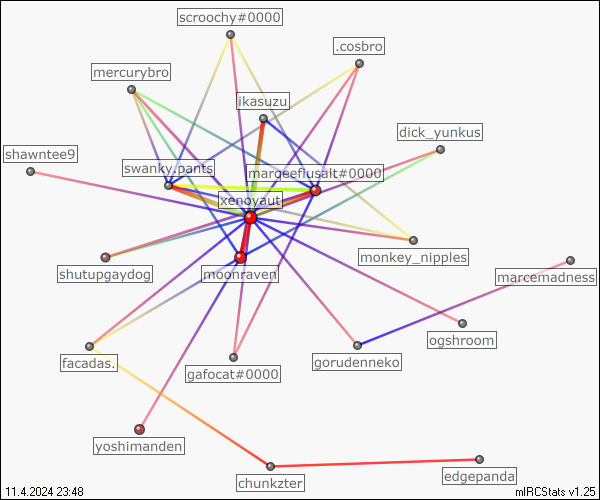 scroochy#0000
.cosbro
mercurybro
ikasuzu
dick_yunkus
shawntee9
swanky.pants
marqeefiusalt#0000
xenoyaut
monkey_nipples
shutupgaydog
moonraven
marcemadness
ogshroom
facadas.
gafocat#0000
gorudenneko
yoshimanden
chunkzter
edgepanda
11.4.2024 23:48
mIRCStats v1.25